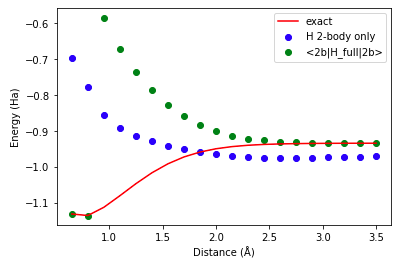 exact
H 2-body only
<2b|H_full|2b>
Energy (Ha)
−0.6
−0.7
−0.8
−0.9
−1.0
−1.1
1.0
1.5
2.0
2.5
3.0
3.5
Distance (Å)